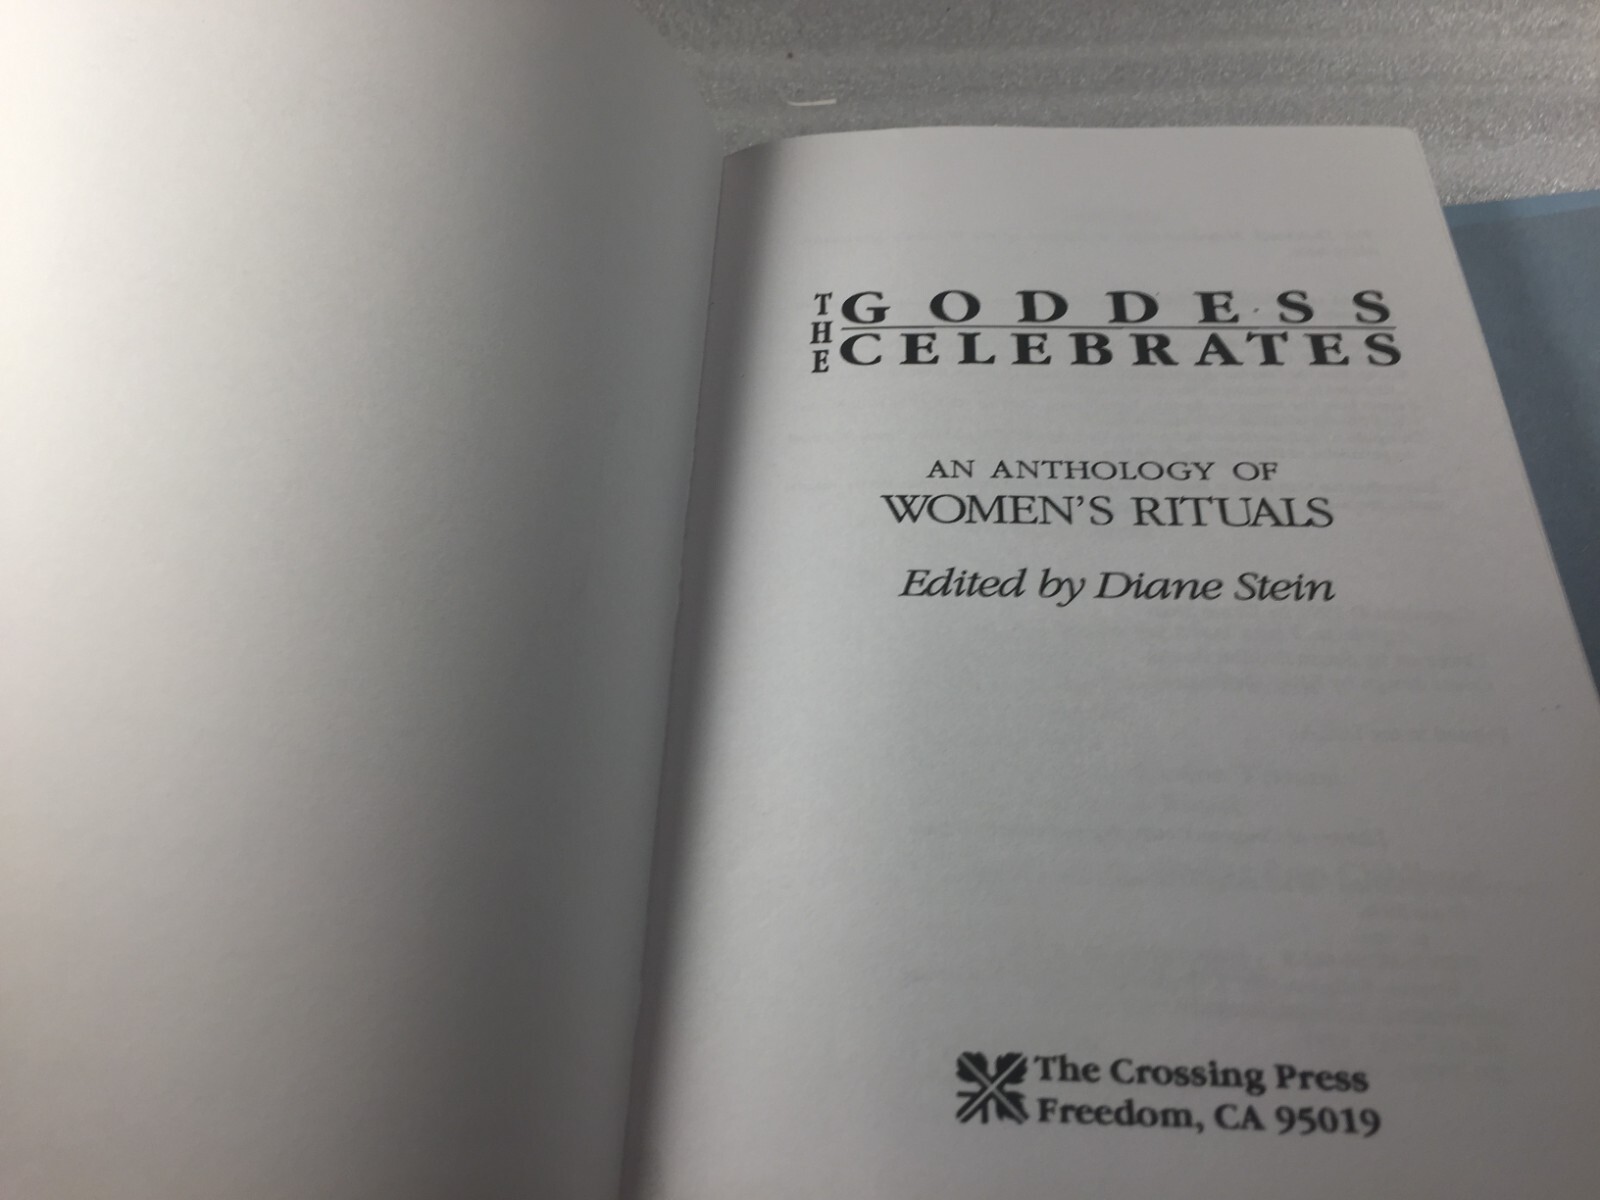 THE GODDESS
CELEBRATES
AN ANTHOLOGY OF
WOMEN'S RITUALS
Edited by Diane Stein
The Crossing Press
Freedom, CA 95019